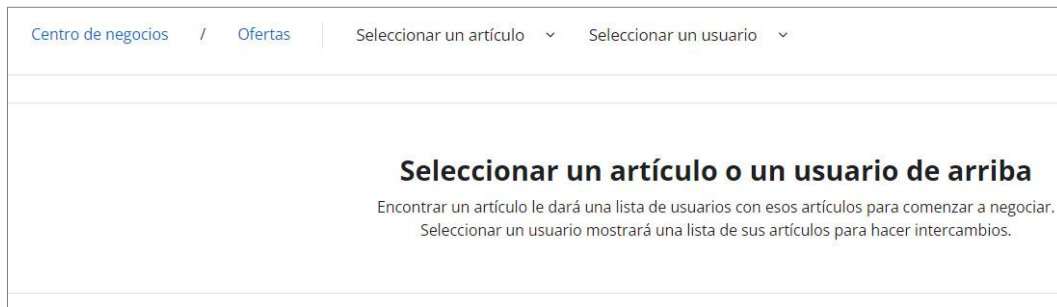 Centro de negocios / Ofertas Seleccionar un artículo Seleccionar un usuario
Seleccionar un artículo o un usuario de arriba
Encontrar un artículo le dará una lista de usuarios con esos artículos para comenzar a negociar.
Seleccionar un usuario mostrará una lista de sus artículos para hacer intercambios.